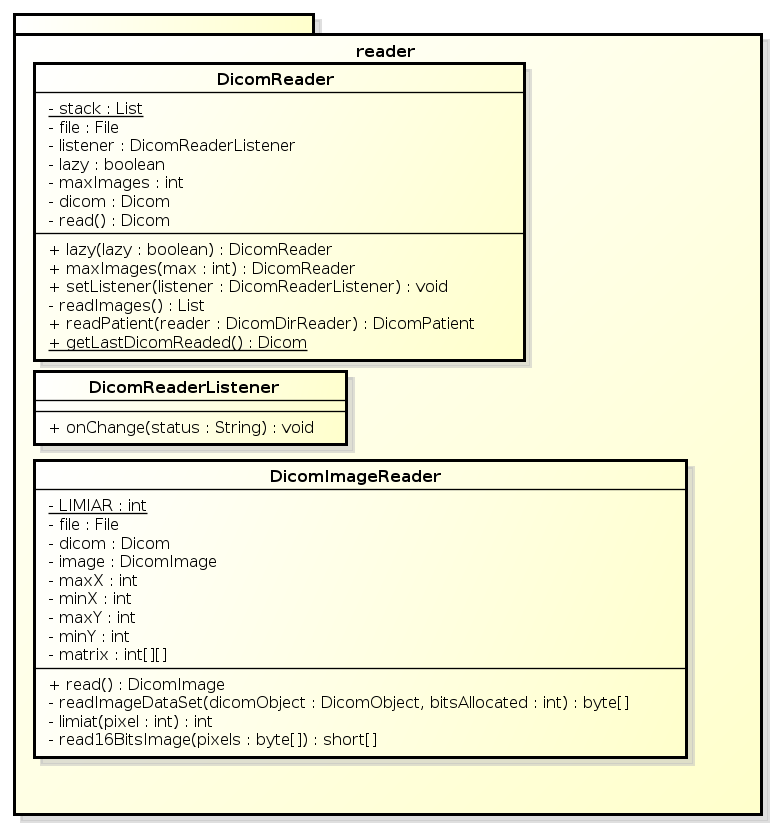 reader
DicomReader
- stack : List
- file : File
- listener : DicomReaderListener
- lazy : boolean
- maxImages : int
- dicom : Dicom
- read() : Dicom
+ lazy(lazy : boolean) : DicomReader
+ maxImages(max : int) : DicomReader
+ setListener(listener : DicomReaderListener) : void
- readImages() : List
+ readPatient(reader : DicomDirReader) : DicomPatient
+ getLastDicomReaded() : Dicom
DicomReaderListener
+ onChange(status : String) : void
DicomImageReader
- LIMIAR : int
- file : File
- dicom : Dicom
- image : DicomImage
- maxX : int
- minX : int
- maxY : int
- minY : int
- matrix : int[][]
+ read() : DicomImage
- readImageDataSet(dicomObject : DicomObject, bitsAllocated : int) : byte[]
- limiat(pixel : int) : int
- read16BitsImage(pixels : byte[]) : short[]